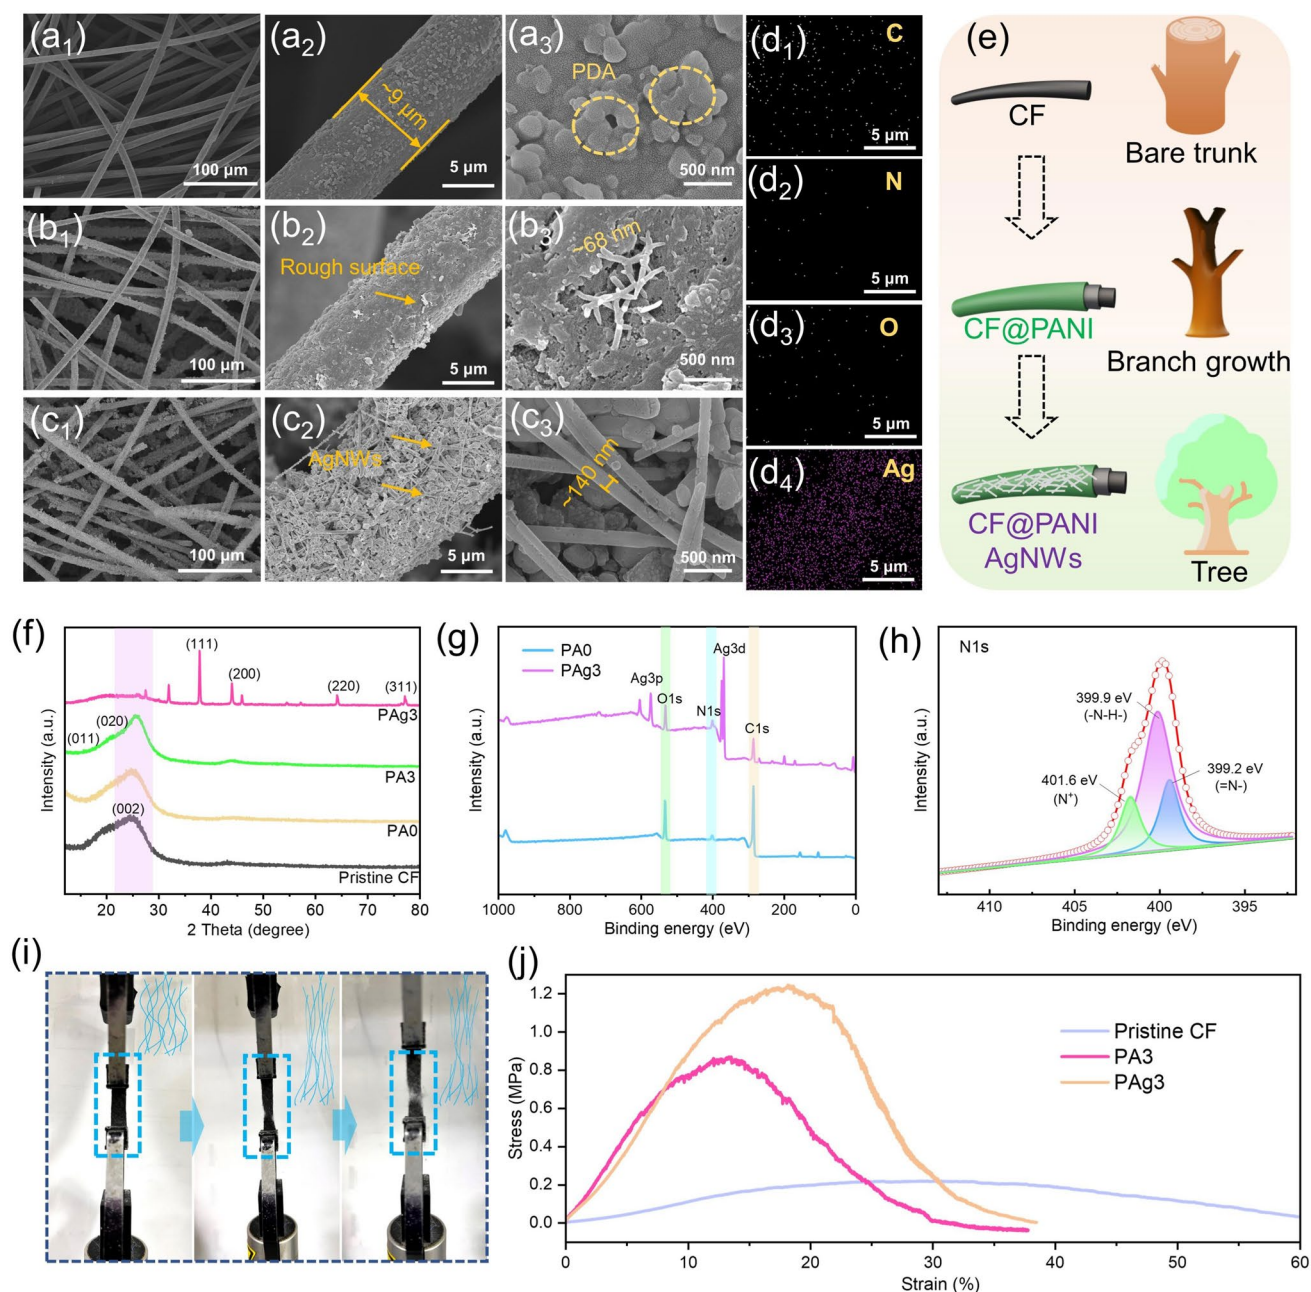 (a₁)
100 μm
(a₂)
~9 μm
5 μm
(a₃)
PDA
500 nm
(d₁)
C
5 μm
(b₁)
100 μm
(b₂)
Rough surface
5 μm
(b₃)
~68 nm
500 nm
(d₂)
N
5 μm
(d₃)
O
5 μm
(c₁)
100 μm
(c₂)
AgNWs
5 μm
(c₃)
~140 nm
500 nm
(d₄)
Ag
5 μm
(e)
CF
Bare trunk
CF@PANI
Branch growth
CF@PANI
AgNWs
Tree
(f)
Intensity (a.u.)
(111)
(200)
(220)
(311)
PAg3
(020)
(011)
PA3
PA0
(002)
Pristine CF
20
30
40
50
60
70
80
2 Theta (degree)
(g)
Intensity (a.u.)
PA0
PAg3
Ag3p
O1s
N1s
Ag3d
C1s
1000
800
600
400
200
0
Binding energy (eV)
(h)
Intensity (a.u.)
N1s
399.9 eV
(-N-H-)
401.6 eV
(N⁺)
399.2 eV
(=N-)
410
405
400
395
Binding energy (eV)
(i)
(j)
Stress (MPa)
1.2
1.0
0.8
0.6
0.4
0.2
0.0
Pristine CF
PA3
PAg3
0
10
20
30
40
50
60
Strain (%)